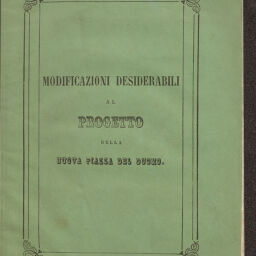 MODIFICAZIONI DESIDERABILI
AL
PROGETTO
DELLA
NUOVA PIAZZA DEL DUOMO.